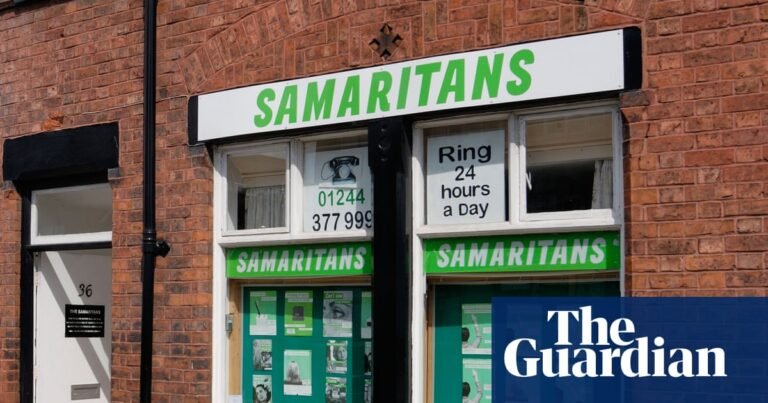 SAMARITANS
01244
377 999
Ring
24
hours
a Day
SAMARITANS
SAMARITANS
36
THE SAMARITANS
The
Guardian